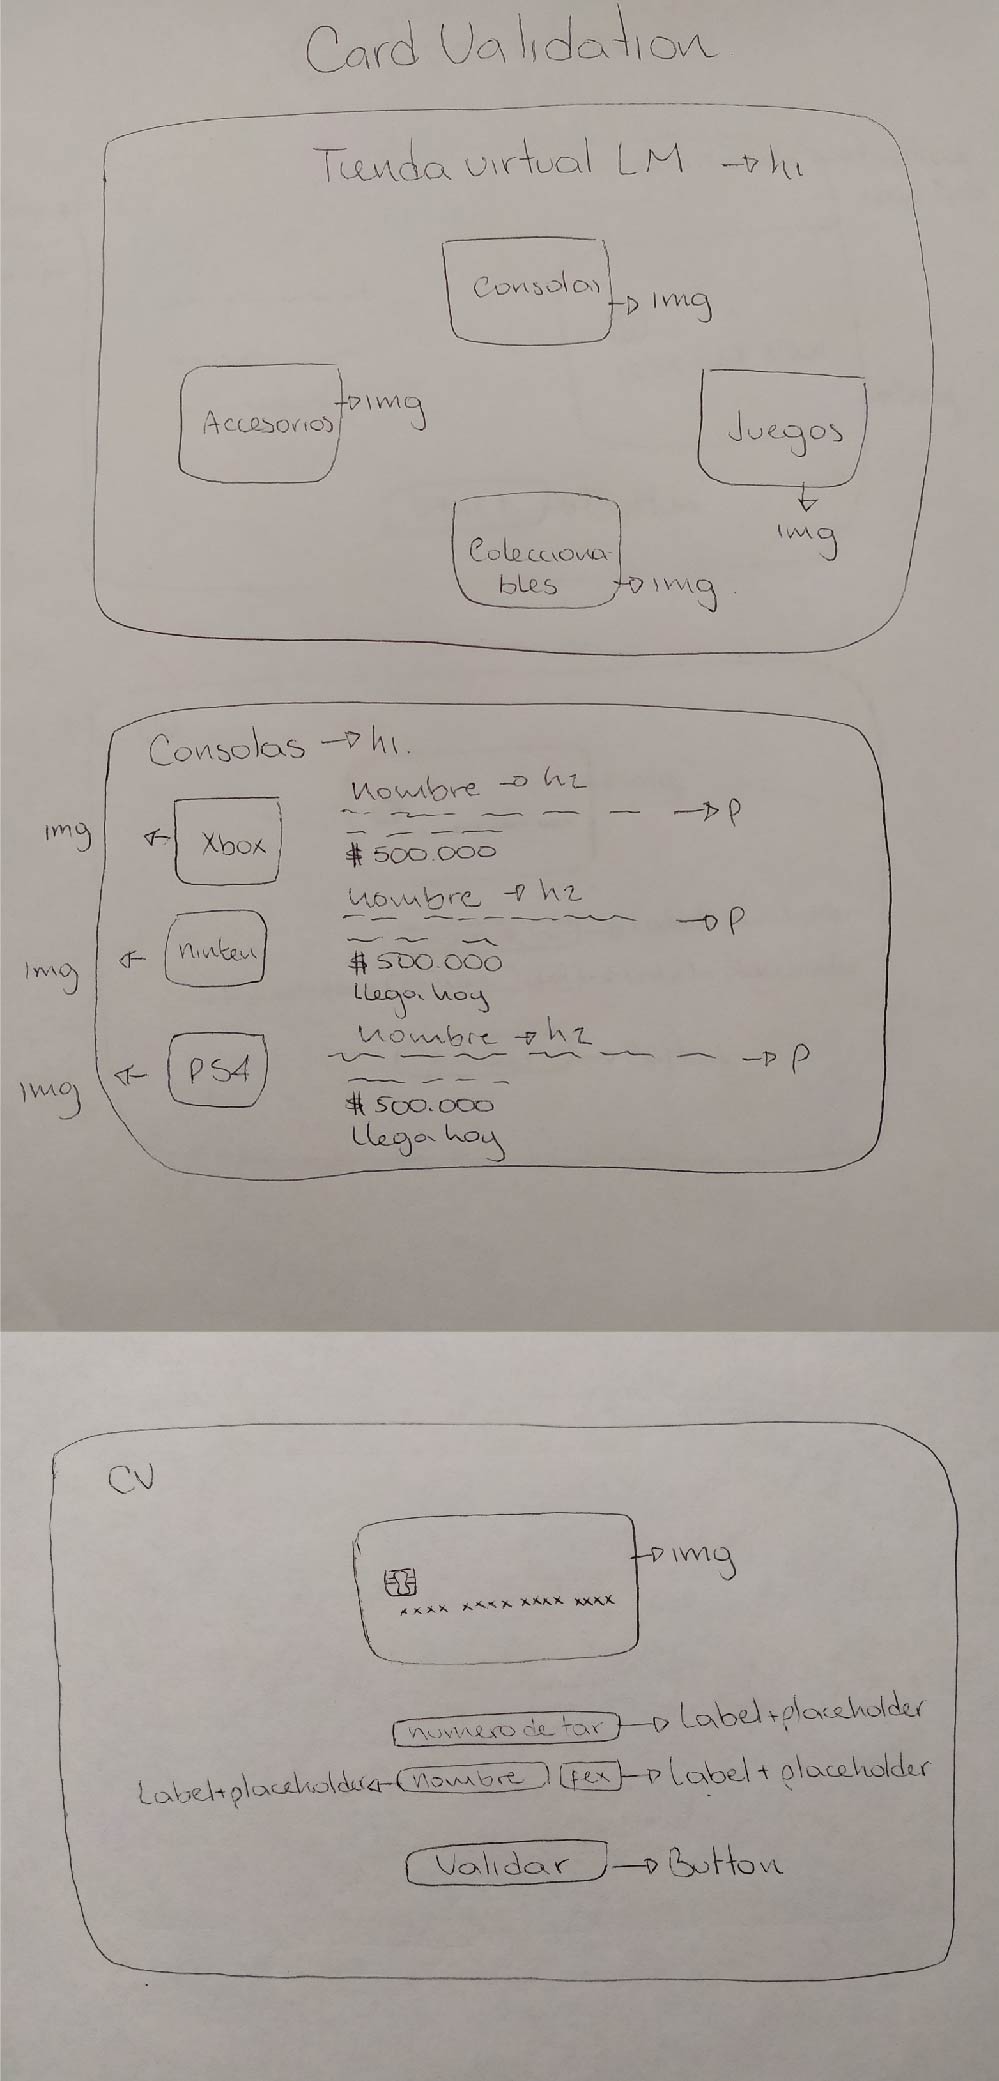 Card Validation
Tienda virtual LM → h1
Consolas
→ img
Accesorios
→ img
Juegos
img
Colecciona-
bles
→ img.
Consolas → h1.
nombre → h2
img
Xbox
→ P
$ 500.000
nombre → h2
img
ninten
→ P
$ 500.000
llega hoy
nombre → h2
img
PS4
→ P
$ 500.000
llega hoy
CV
→ img
xxxx xxxx xxxx xxxx
numero de tar → Label+placeholder
Label+placeholder ← nombre fex → Label + placeholder
Validar → Button